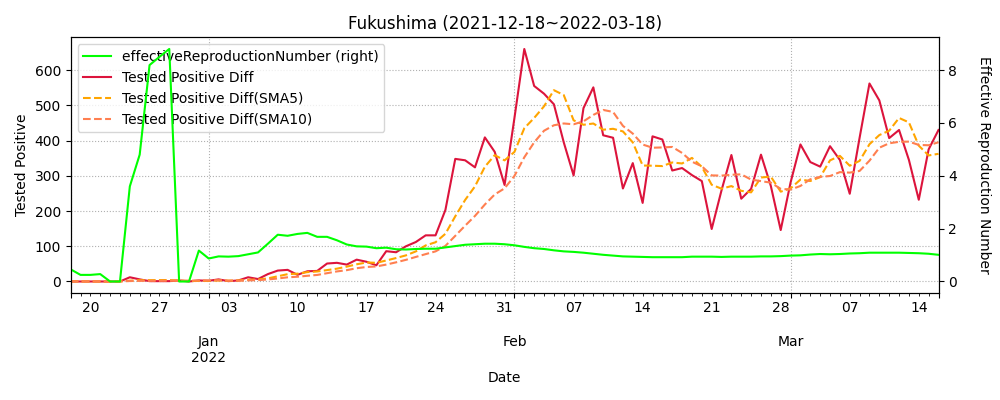 Fukushima (2021-12-18~2022-03-18)
effectiveReproductionNumber (right)
Tested Positive Diff
Tested Positive Diff(SMA5)
Tested Positive Diff(SMA10)
Tested Positive
600
500
400
300
200
100
0
8
6
4
2
0
Effective Reproduction Number
20 27 03 10 17 24 31 07 14 21 28 07 14
Jan Feb Mar
2022
Date